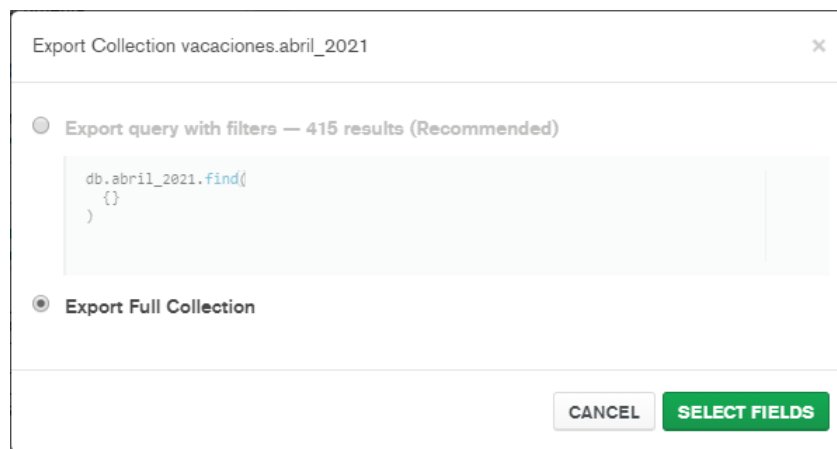 Export Collection vacaciones.abril_2021
×
Export query with filters — 415 results (Recommended)
db.abril_2021.find(
  {}
)
Export Full Collection
CANCEL
SELECT FIELDS